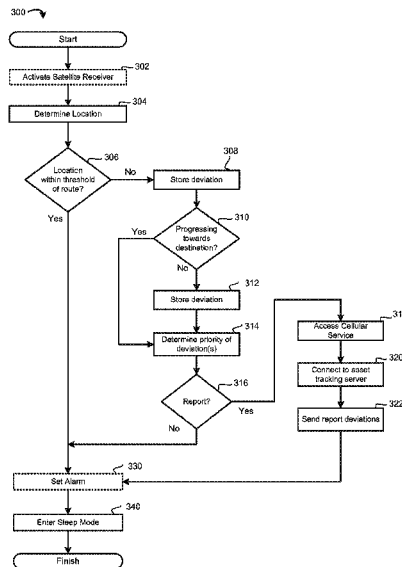 300
Start
302
Activate Satellite Receiver
304
Determine Location
306
Location
within threshold
of route?
No
Yes
308
Store deviation
310
Progressing
towards
destination?
Yes
No
312
Store deviation
314
Determine priority of
deviation(s)
316
Report?
Yes
No
Access Cellular
Service
320
Connect to asset
tracking server
322
Send report deviations
330
Set Alarm
340
Enter Sleep Mode
Finish